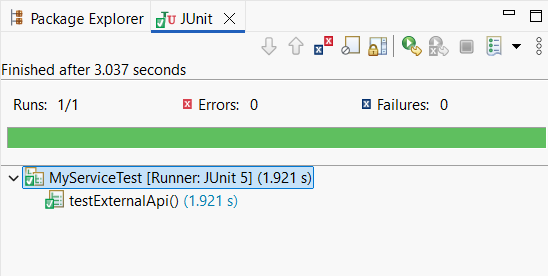 Package Explorer JUnit
Finished after 3.037 seconds
Runs: 1/1 Errors: 0 Failures: 0
MyServiceTest [Runner: JUnit 5] (1.921 s)
testExternalApi() (1.921 s)